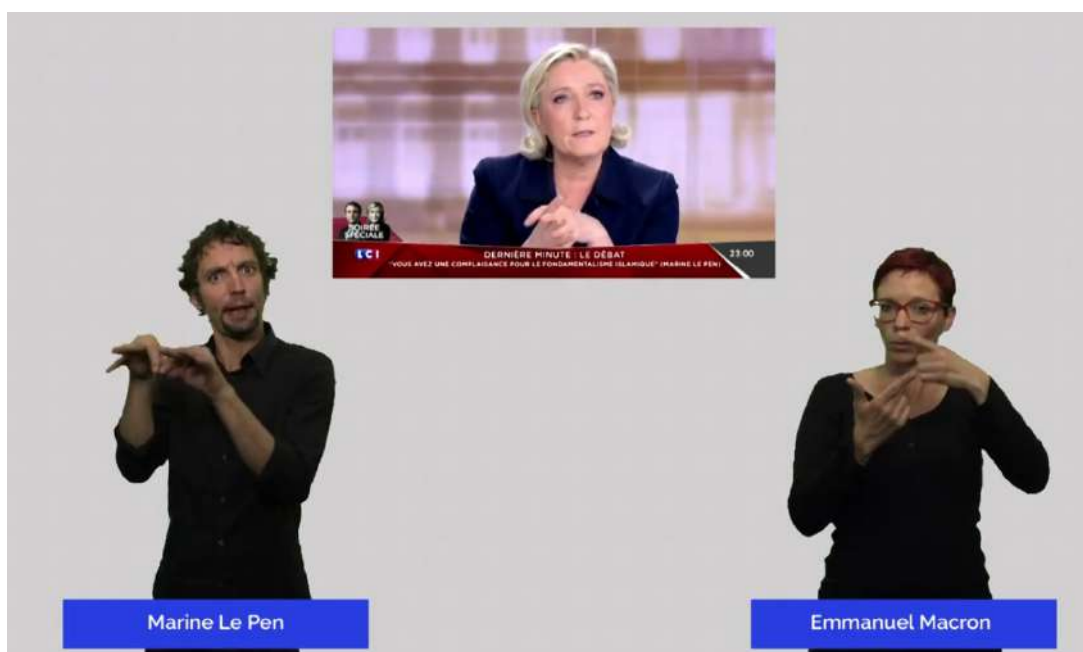 SOIRÉE
SPÉCIALE
LCI
DERNIÈRE MINUTE : LE DÉBAT
23:00
"VOUS AVEZ UNE COMPLAISANCE POUR LE FONDAMENTALISME ISLAMIQUE" (MARINE LE PEN)
Marine Le Pen
Emmanuel Macron